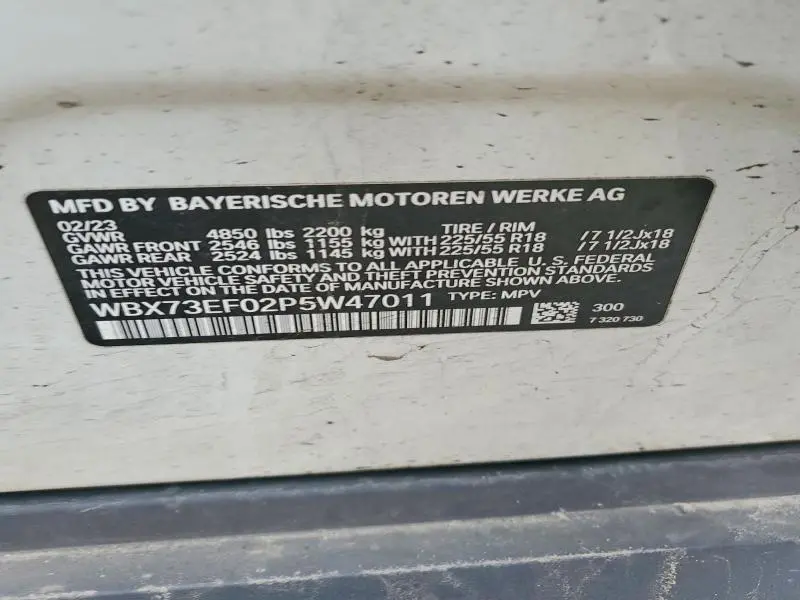 MFD BY BAYERISCHE MOTOREN WERKE AG
02/23 TIRE / RIM
GVWR 4850 lbs 2200 kg
GAWR FRONT 2546 lbs 1155 kg WITH 225/55 R18 /7 1/2Jx18
GAWR REAR 2524 lbs 1145 kg WITH 225/55 R18 /7 1/2Jx18
THIS VEHICLE CONFORMS TO ALL APPLICABLE U. S. FEDERAL
MOTOR VEHICLE SAFETY AND THEFT PREVENTION STANDARDS
IN EFFECT ON THE DATE OF MANUFACTURE SHOWN ABOVE.
WBX73EF02P5W47011 TYPE: MPV
300
7 320 730